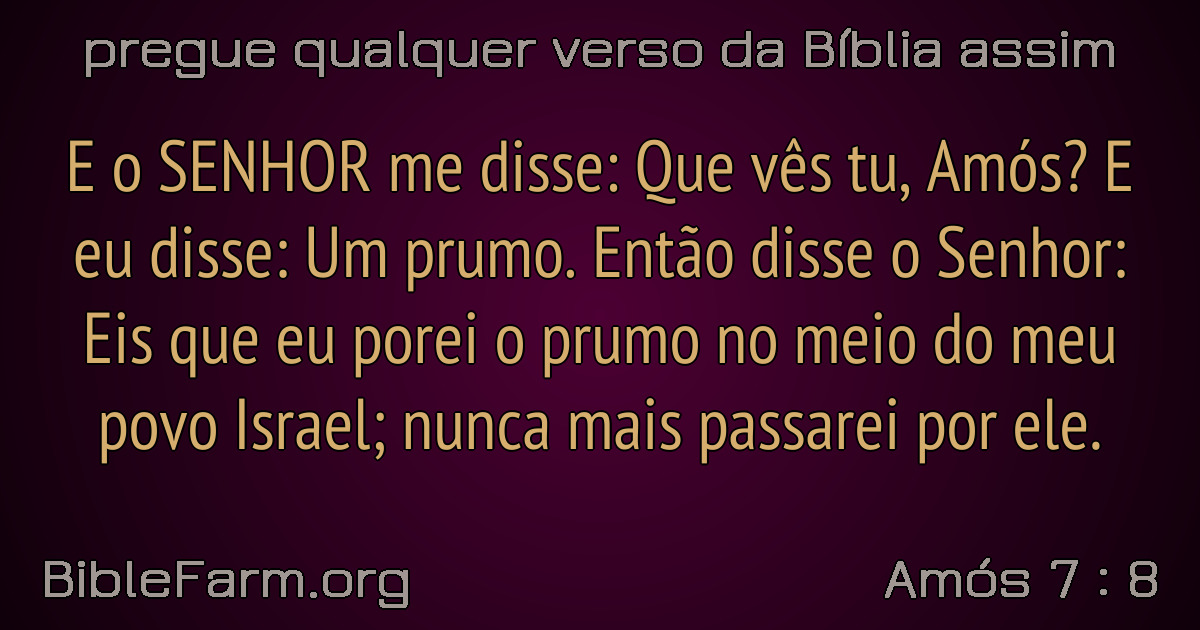 pregue qualquer verso da Bíblia assim
E o SENHOR me disse: Que vês tu, Amós? E
eu disse: Um prumo. Então disse o Senhor:
Eis que eu porei o prumo no meio do meu
povo Israel; nunca mais passarei por ele.
BibleFarm.org
Amós 7 : 8